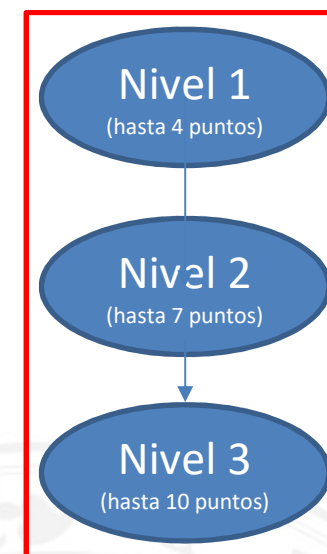 Nivel 1
(hasta 4 puntos)
Nivel 2
(hasta 7 puntos)
Nivel 3
(hasta 10 puntos)